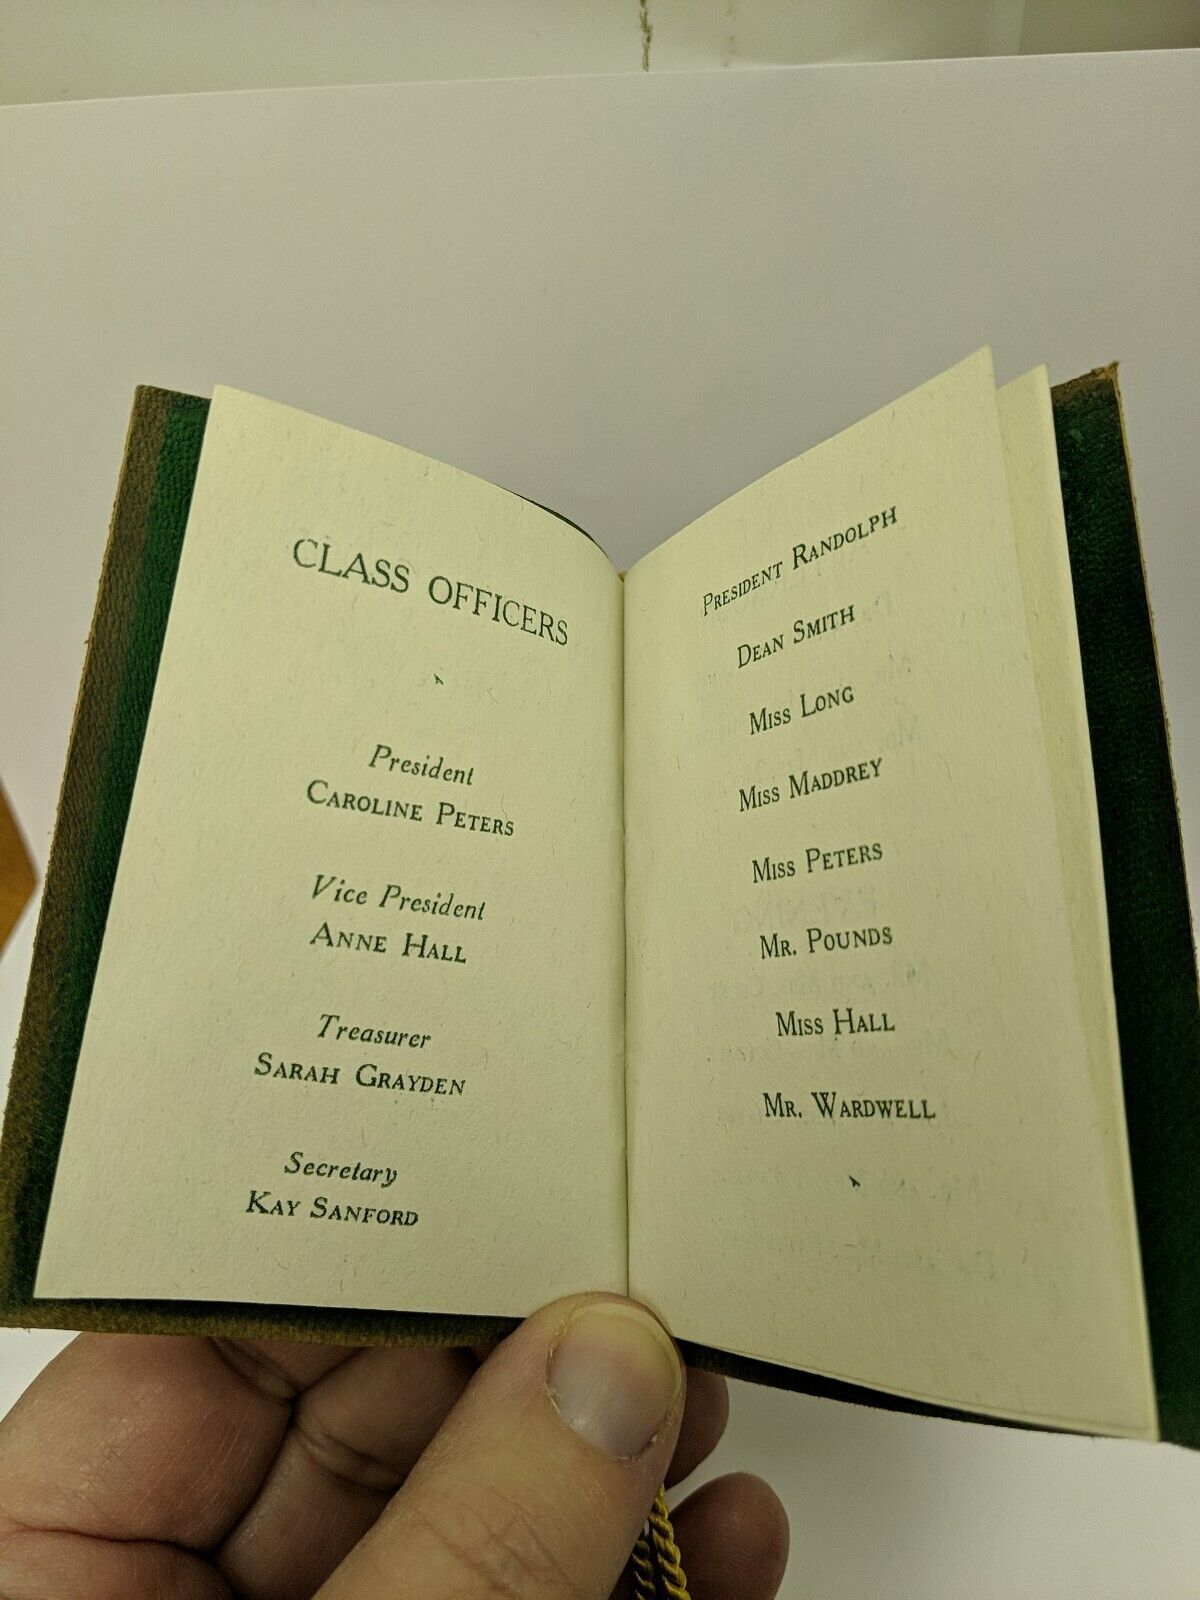 CLASS OFFICERS
President
CAROLINE PETERS
Vice President
ANNE HALL
Treasurer
SARAH GRAYDEN
Secretary
KAY SANFORD
PRESIDENT RANDOLPH
DEAN SMITH
MISS LONG
MISS MADDREY
MISS PETERS
MR. POUNDS
MISS HALL
MR. WARDWELL